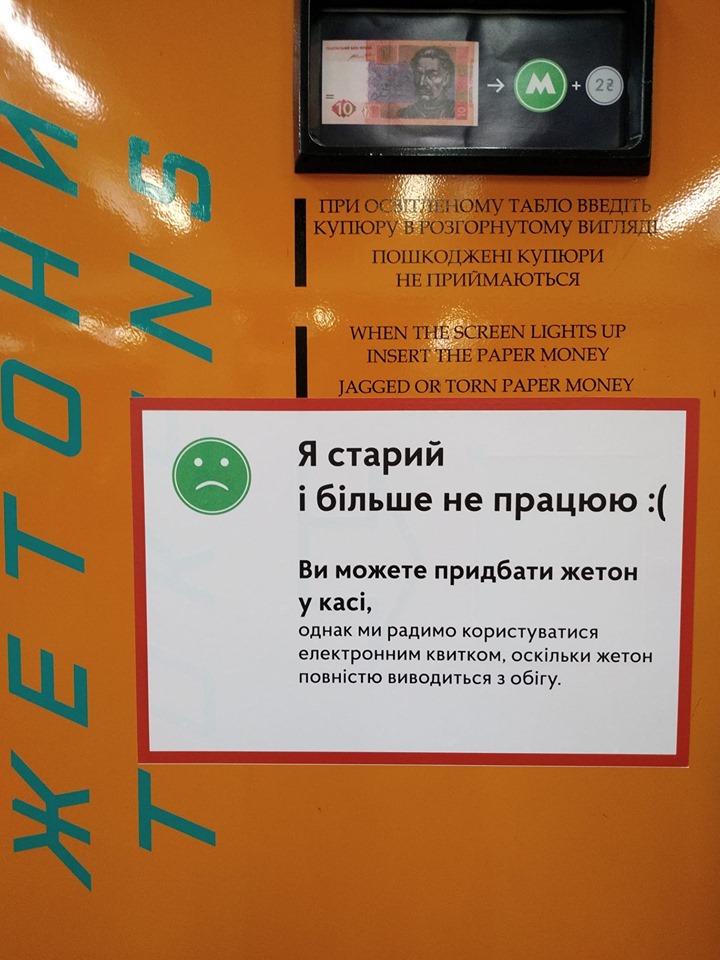 10
10
M
+
2₴
ПРИ ОСВІТЛЕНОМУ ТАБЛО ВВЕДІТЬ
КУПЮРУ В РОЗГОРНУТОМУ ВИГЛЯДІ
ПОШКОДЖЕНІ КУПЮРИ
НЕ ПРИЙМАЮТЬСЯ
WHEN THE SCREEN LIGHTS UP
INSERT THE PAPER MONEY
JAGGED OR TORN PAPER MONEY
ЖЕТОНИ
TOKENS
Я старий
і більше не працюю :(
Ви можете придбати жетон
у касі,
однак ми радимо користуватися
електронним квитком, оскільки жетон
повністю виводиться з обігу.